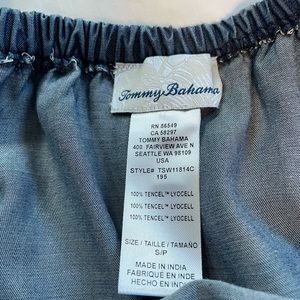 Tommy Bahama
RN 86549
CA 58297
TOMMY BAHAMA
400 FAIRVIEW AVE N
SEATTLE WA 98109
USA
STYLE# TSW11814C
195
100% TENCEL™ LYOCELL
100% TENCEL™ LYOCELL
100% TENCEL™ LYOCELL
SIZE / TAILLE / TAMAÑO
S/P
MADE IN INDIA
FABRIQUÉ EN INDE
HECHO EN INDIA